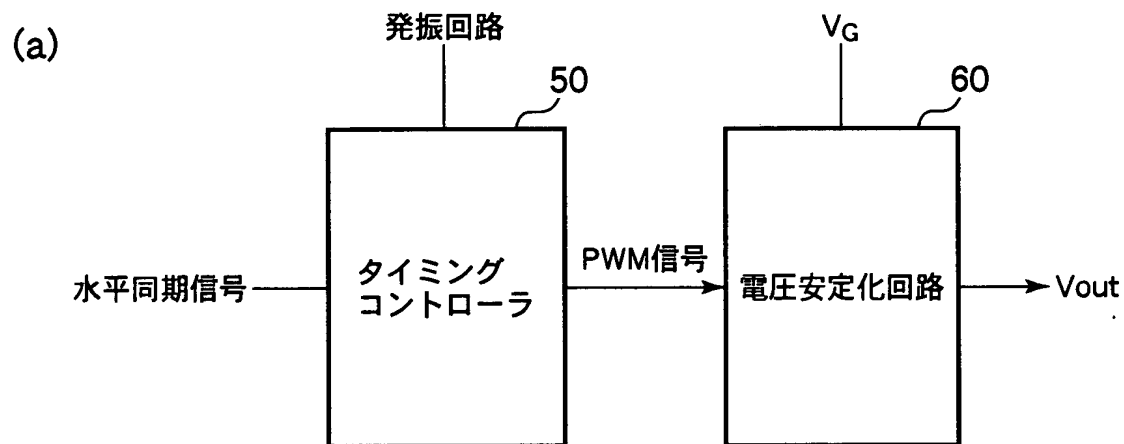 (a)
発振回路
VG
50
60
水平同期信号
タイミング
コントローラ
PWM信号
電圧安定化回路
Vout